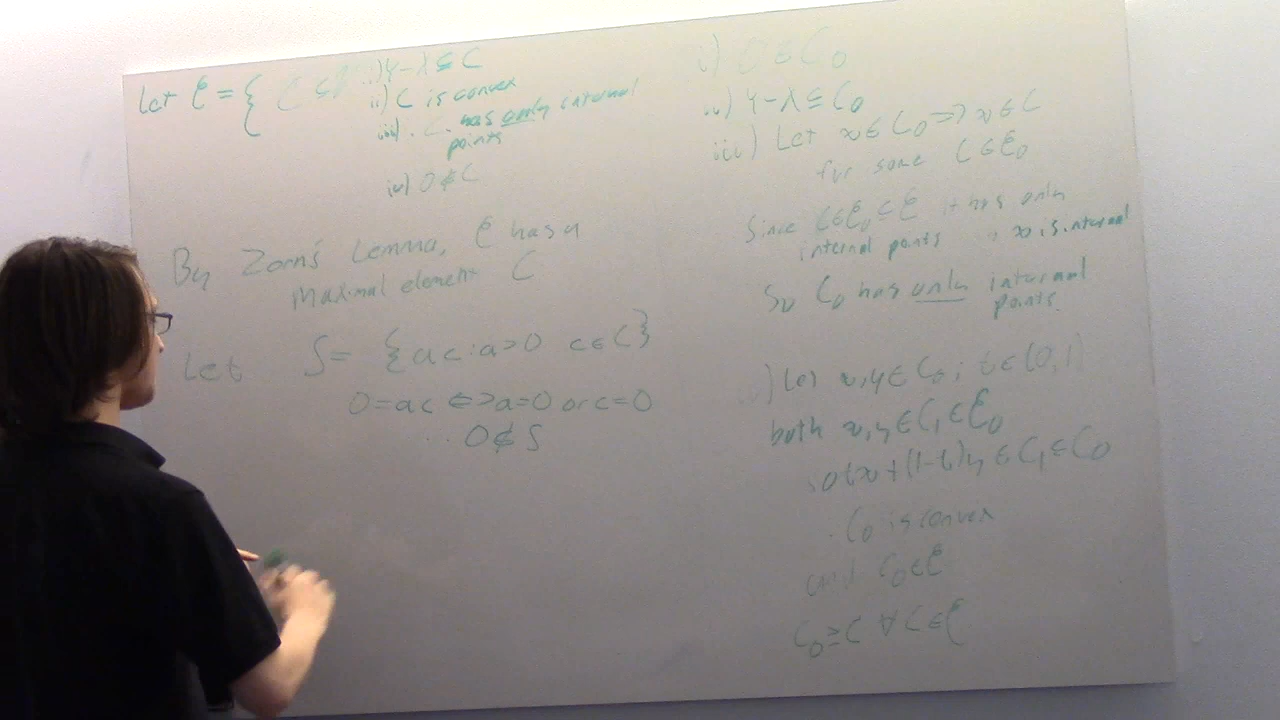 Let ℰ = { C ⊆ i) Y-X ⊆ C
ii) C is convex
iii) C has only internal
points
iv) 0 ∉ C
By Zorn's Lemma, ℰ has a
Maximal element C
Let S = {ac : a>0 c∈C}
0=ac ⇔ a=0 or c=0
0∉S
i) 0 ∉ C₀
ii) Y-X ⊆ C₀
iii) Let x∈C₀ ⇒ x∈C
for some C∈ℰ₀
Since C∈ℰ₀⊆ℰ it has only
internal points x is internal
So C₀ has only internal
points.
) Let x,y∈C₀; t∈(0,1)
both x,y∈C₁∈ℰ₀
so tx+(1-t)y∈C₁∈C₀
C₀ is convex
and C₀∈ℰ
C₀⊇C ∀C∈ℰ